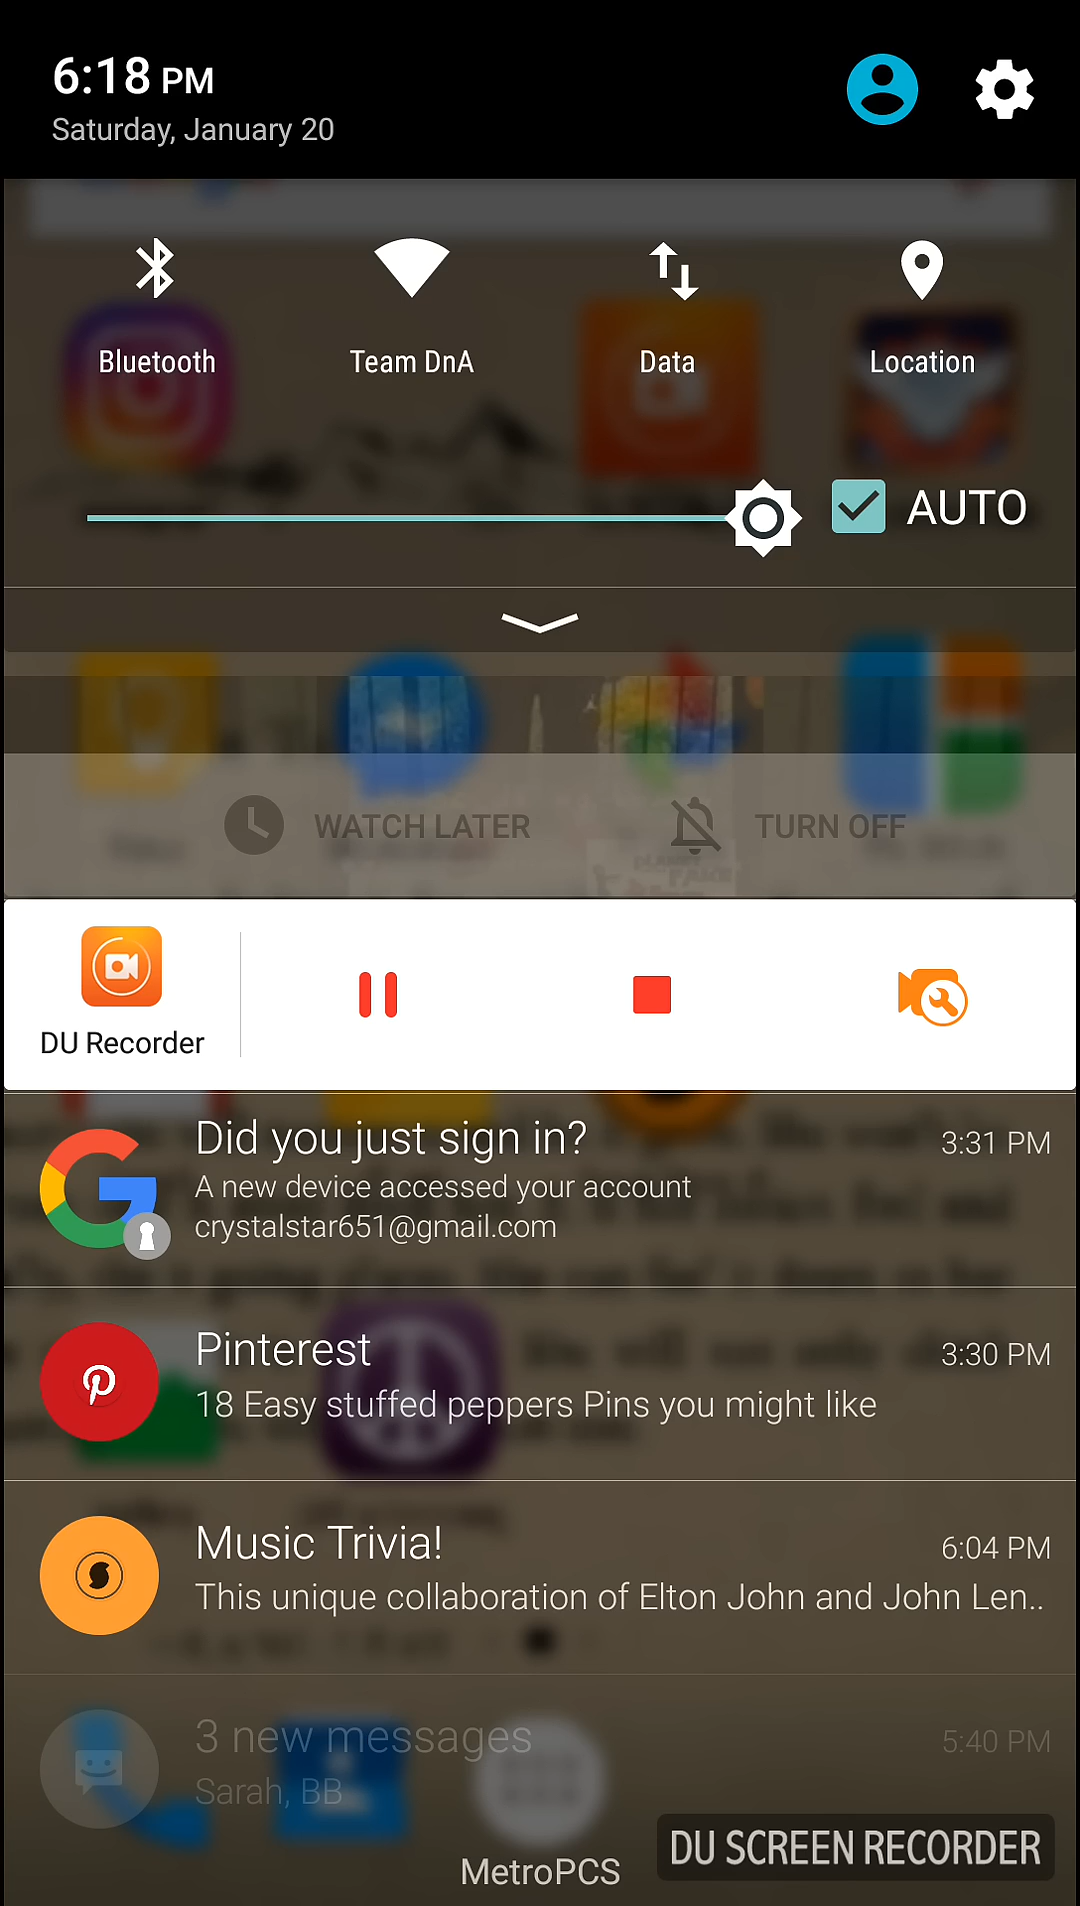 6:18 PM
Saturday, January 20
Bluetooth
Team DnA
Data
Location
AUTO
WATCH LATER
TURN OFF
DU Recorder
Did you just sign in?
3:31 PM
A new device accessed your account
crystalstar651@gmail.com
Pinterest
3:30 PM
18 Easy stuffed peppers Pins you might like
Music Trivia!
6:04 PM
This unique collaboration of Elton John and John Len..
3 new messages
5:40 PM
Sarah, BB
DU SCREEN RECORDER
MetroPCS